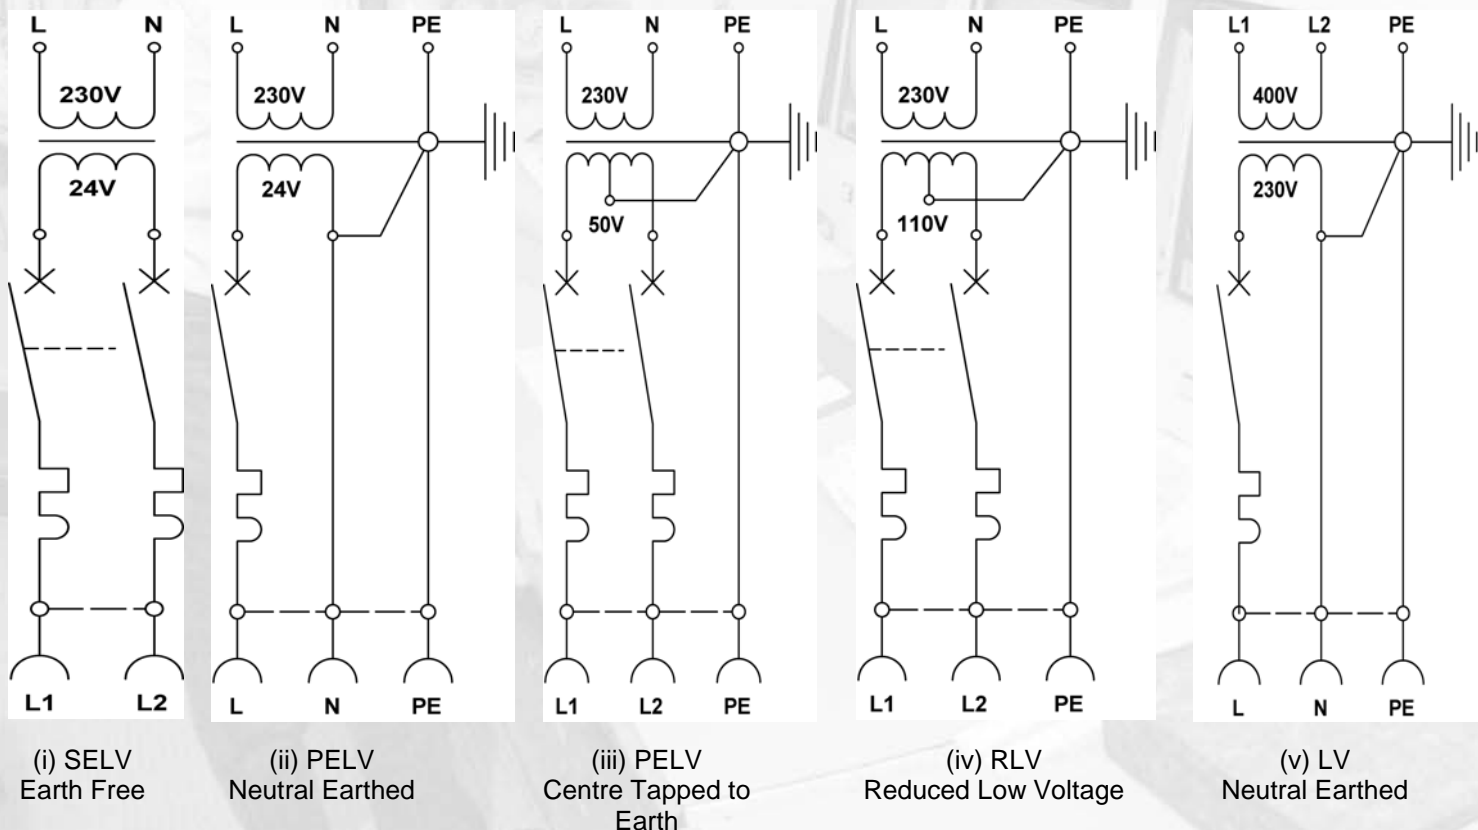 L N
230V
24V
L1 L2
(i) SELV
Earth Free
L N PE
230V
24V
L N PE
(ii) PELV
Neutral Earthed
L N PE
230V
50V
L1 L2 PE
(iii) PELV
Centre Tapped to
Earth
L N PE
230V
110V
L1 L2 PE
(iv) RLV
Reduced Low Voltage
L1 L2 PE
400V
230V
L N PE
(v) LV
Neutral Earthed